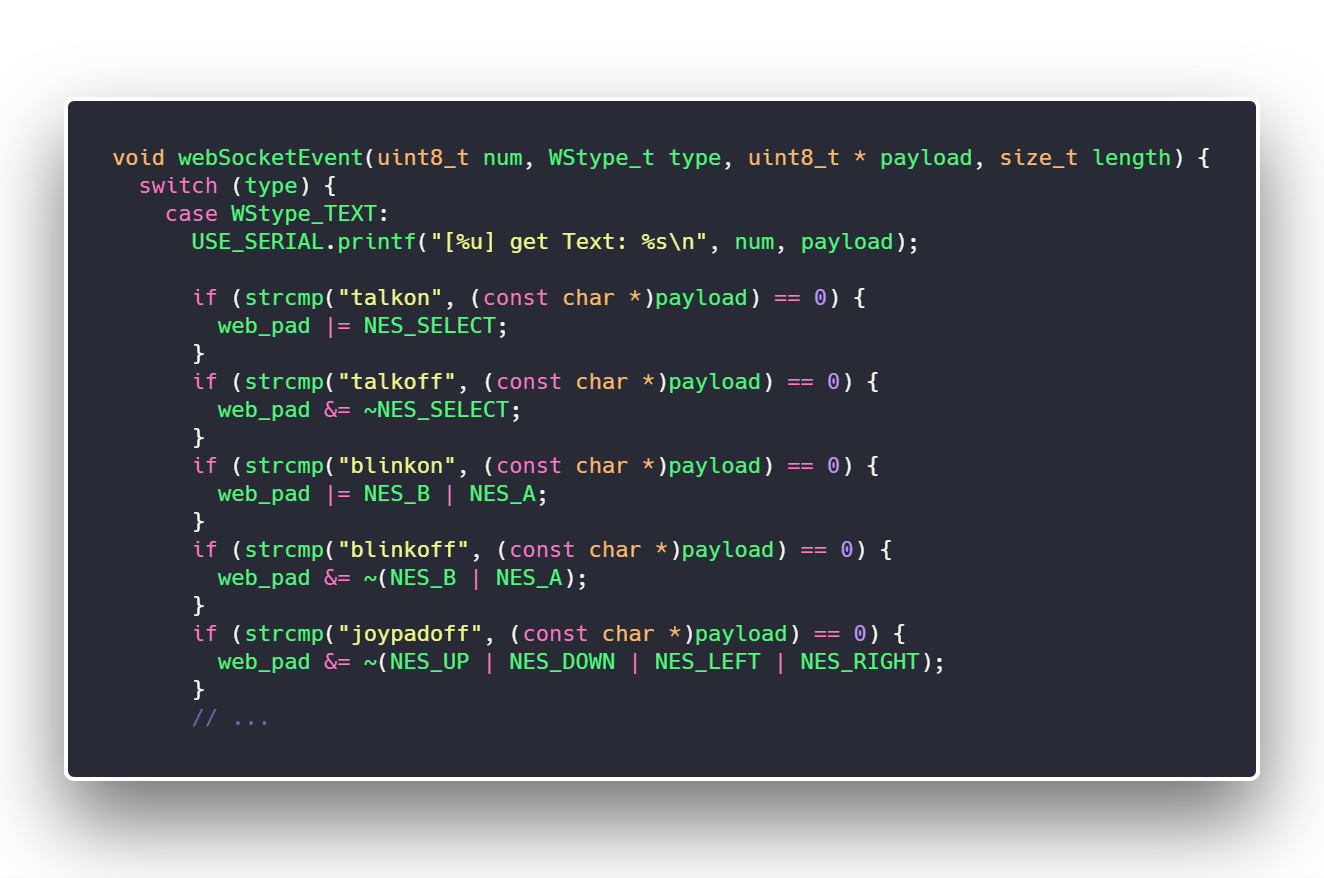 void webSocketEvent(uint8_t num, WStype_t type, uint8_t * payload, size_t length) {
  switch (type) {
    case WStype_TEXT:
      USE_SERIAL.printf("[%u] get Text: %s\n", num, payload);

      if (strcmp("talkon", (const char *)payload) == 0) {
        web_pad |= NES_SELECT;
      }
      if (strcmp("talkoff", (const char *)payload) == 0) {
        web_pad &= ~NES_SELECT;
      }
      if (strcmp("blinkon", (const char *)payload) == 0) {
        web_pad |= NES_B | NES_A;
      }
      if (strcmp("blinkoff", (const char *)payload) == 0) {
        web_pad &= ~(NES_B | NES_A);
      }
      if (strcmp("joypadoff", (const char *)payload) == 0) {
        web_pad &= ~(NES_UP | NES_DOWN | NES_LEFT | NES_RIGHT);
      }
      // ...